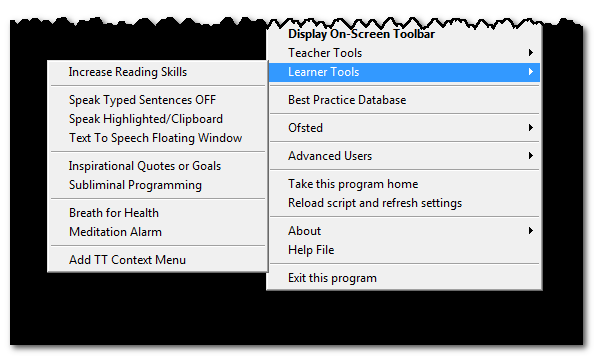 Display On-Screen Toolbar
Teacher Tools
Learner Tools
Best Practice Database
Ofsted
Advanced Users
Take this program home
Reload script and refresh settings
About
Help File
Exit this program
Increase Reading Skills
Speak Typed Sentences OFF
Speak Highlighted/Clipboard
Text To Speech Floating Window
Inspirational Quotes or Goals
Subliminal Programming
Breath for Health
Meditation Alarm
Add TT Context Menu